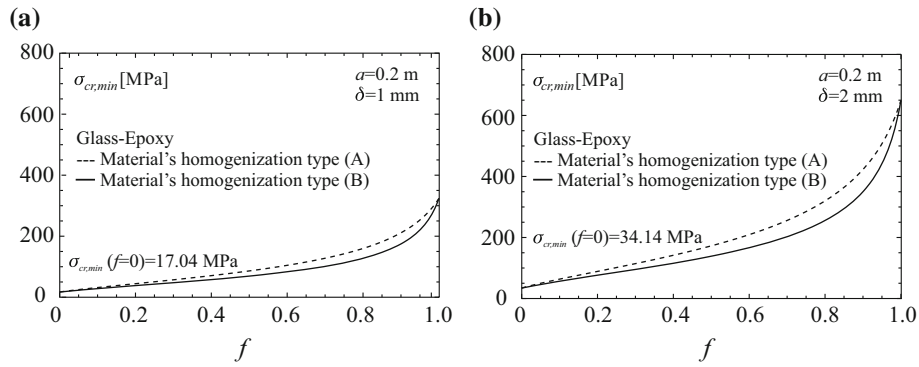 (a)
800
600
400
200
0
σcr,min [MPa]
a=0.2 m
δ=1 mm
Glass-Epoxy
Material's homogenization type (A)
Material's homogenization type (B)
σcr,min (f=0)=17.04 MPa
0 0.2 0.4 0.6 0.8 1.0
f
(b)
800
600
400
200
0
σcr,min [MPa]
a=0.2 m
δ=2 mm
Glass-Epoxy
Material's homogenization type (A)
Material's homogenization type (B)
σcr,min (f=0)=34.14 MPa
0 0.2 0.4 0.6 0.8 1.0
f